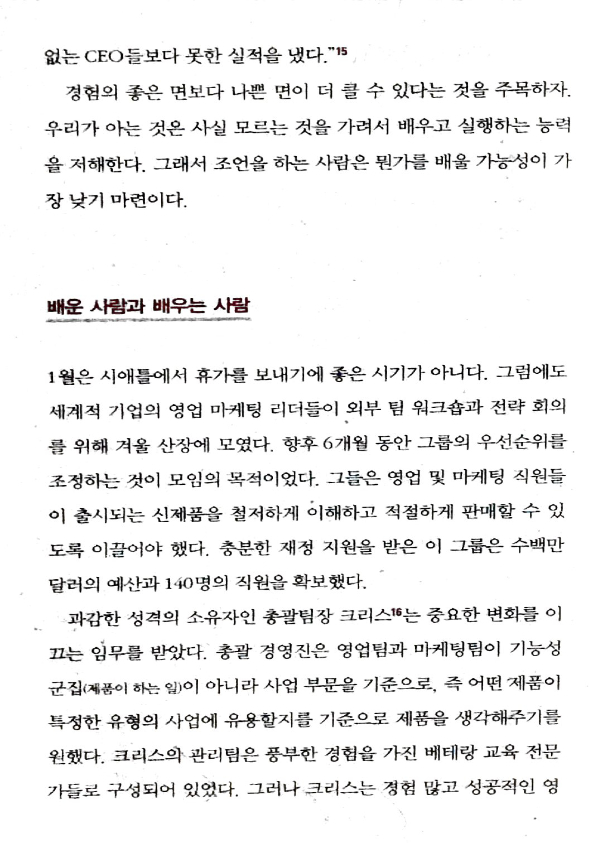 없는 CEO들보다 못한 실적을 냈다."15
경험의 좋은 면보다 나쁜 면이 더 클 수 있다는 것을 주목하자.
우리가 아는 것은 사실 모르는 것을 가려서 배우고 실행하는 능력
을 저해한다. 그래서 조언을 하는 사람은 뭔가를 배울 가능성이 가
장 낮기 마련이다.
배운 사람과 배우는 사람
1월은 시애틀에서 휴가를 보내기에 좋은 시기가 아니다. 그럼에도
세계적 기업의 영업 마케팅 리더들이 외부 팀 워크숍과 전략 회의
를 위해 겨울 산장에 모였다. 향후 6개월 동안 그룹의 우선순위를
조정하는 것이 모임의 목적이었다. 그들은 영업 및 마케팅 직원들
이 출시되는 신제품을 철저하게 이해하고 적절하게 판매할 수 있
도록 이끌어야 했다. 충분한 재정 지원을 받은 이 그룹은 수백만
달러의 예산과 140명의 직원을 확보했다.
과감한 성격의 소유자인 총괄팀장 크리스16는 중요한 변화를 이
끄는 임무를 받았다. 총괄 경영진은 영업팀과 마케팅팀이 기능성
군집(제품이 하는 일)이 아니라 사업 부문을 기준으로, 즉 어떤 제품이
특정한 유형의 사업에 유용할지를 기준으로 제품을 생각해주기를
원했다. 크리스의 관리팀은 풍부한 경험을 가진 베테랑 교육 전문
가들로 구성되어 있었다. 그러나 크리스는 경험 많고 성공적인 영